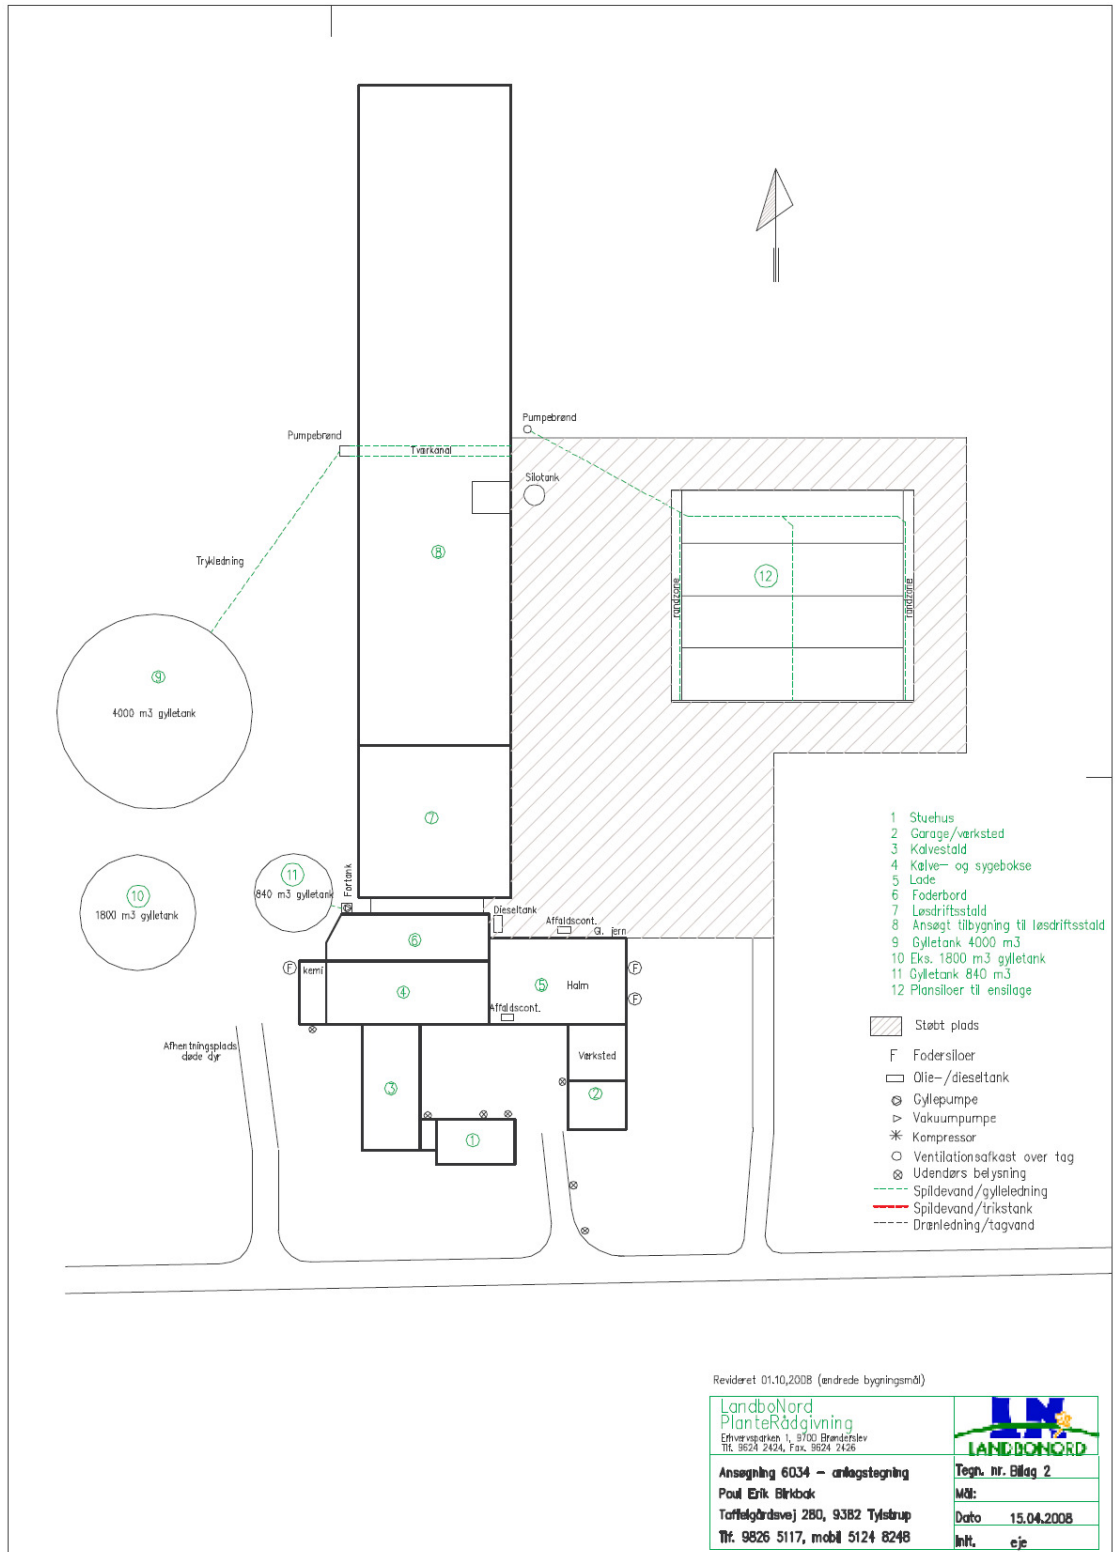 Pumpebrønd
Pumpebrønd
Tværkanal
Silotank
8
Trykledning
12
randzone
randzone
9
4000 m3 gylletank
7
11
840 m3 gylletank
Fortank
10
1800 m3 gylletank
Dieseltank
Affaldscont.
Gl. jern
6
F
kemi
4
5
Halm
F
F
Affaldscont.
Afhentningsplads
døde dyr
Værksted
3
2
1
1 Stuehus
2 Garage/værksted
3 Kalvestald
4 Kalve- og sygebokse
5 Lade
6 Foderbord
7 Løsdriftsstald
8 Ansøgt tilbygning til løsdriftsstald
9 Gylletank 4000 m3
10 Eks. 1800 m3 gylletank
11 Gylletank 840 m3
12 Plansiloer til ensilage
Støbt plads
F Fodersiloer
Olie-/dieseltank
Gyllepumpe
Vakuumpumpe
Kompressor
Ventilationsafkast over tag
Udendørs belysning
Spildevand/gylleledning
Spildevand/trikstank
Drænledning/tagvand
Revideret 01.10.2008 (ændrede bygningsmål)
LandboNord
PlanteRådgivning
Erhvervsparken 1, 9700 Brønderslev
Tlf. 9624 2424, Fax. 9624 2426
LN
LANDBONORD
Ansøgning 6034 - anlægstegning
Tegn. nr. Bilag 2
Poul Erik Birkbak
Mål:
Toftelgårdsvej 280, 9382 Tylstrup
Dato 15.04.2008
Tlf. 9826 5117, mobil 5124 8248
Init. eje